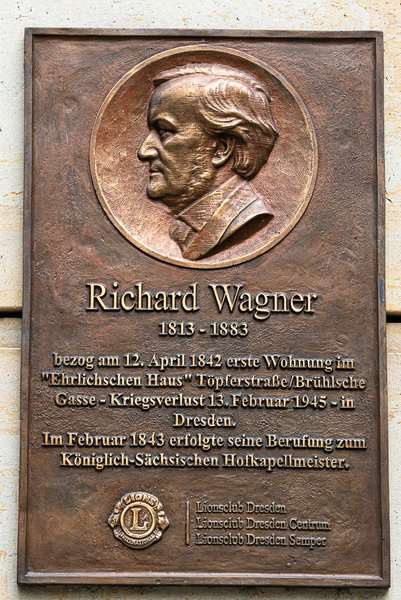 Richard Wagner
1813 - 1883
bezog am 12. April 1842 erste Wohnung im
"Ehrlichschen Haus" Töpferstraße/Brühlsche
Gasse - Kriegsverlust 13. Februar 1945 - in
Dresden.
Im Februar 1843 erfolgte seine Berufung zum
Königlich-Sächsischen Hofkapellmeister.
LIONS
L
INTERNATIONAL
Lionsclub Dresden
Lionsclub Dresden Centrum
Lionsclub Dresden Semper